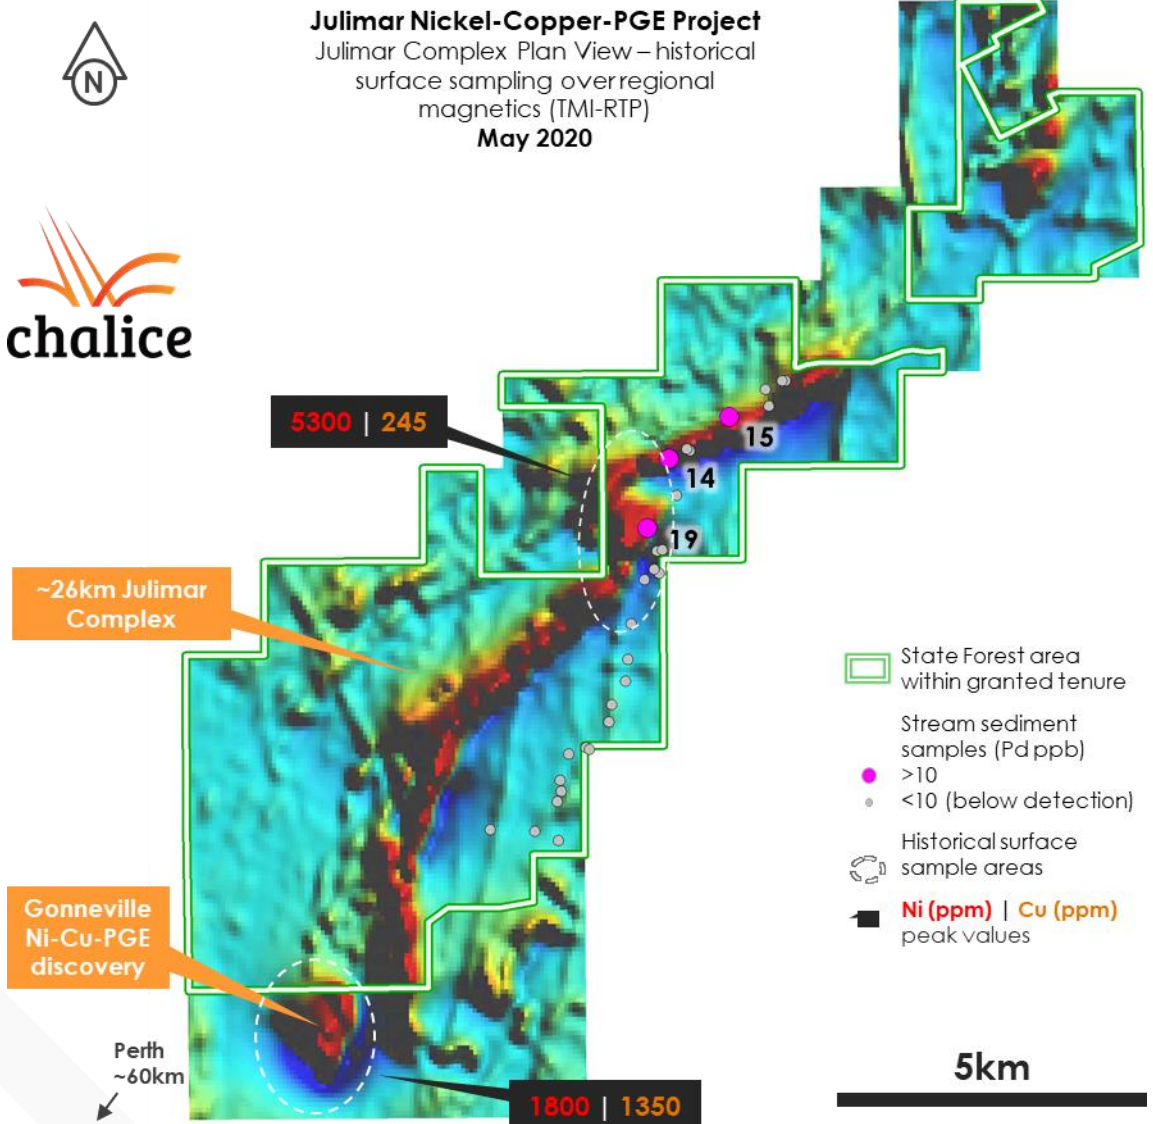 Julimar Nickel-Copper-PGE Project
Julimar Complex Plan View – historical
surface sampling over regional
magnetics (TMI-RTP)
May 2020
N
chalice
5300 | 245
15
14
19
~26km Julimar
Complex
State Forest area
within granted tenure
Stream sediment
samples (Pd ppb)
>10
<10 (below detection)
Historical surface
sample areas
Ni (ppm) | Cu (ppm)
peak values
Gonneville
Ni-Cu-PGE
discovery
Perth
~60km
5km
1800 | 1350